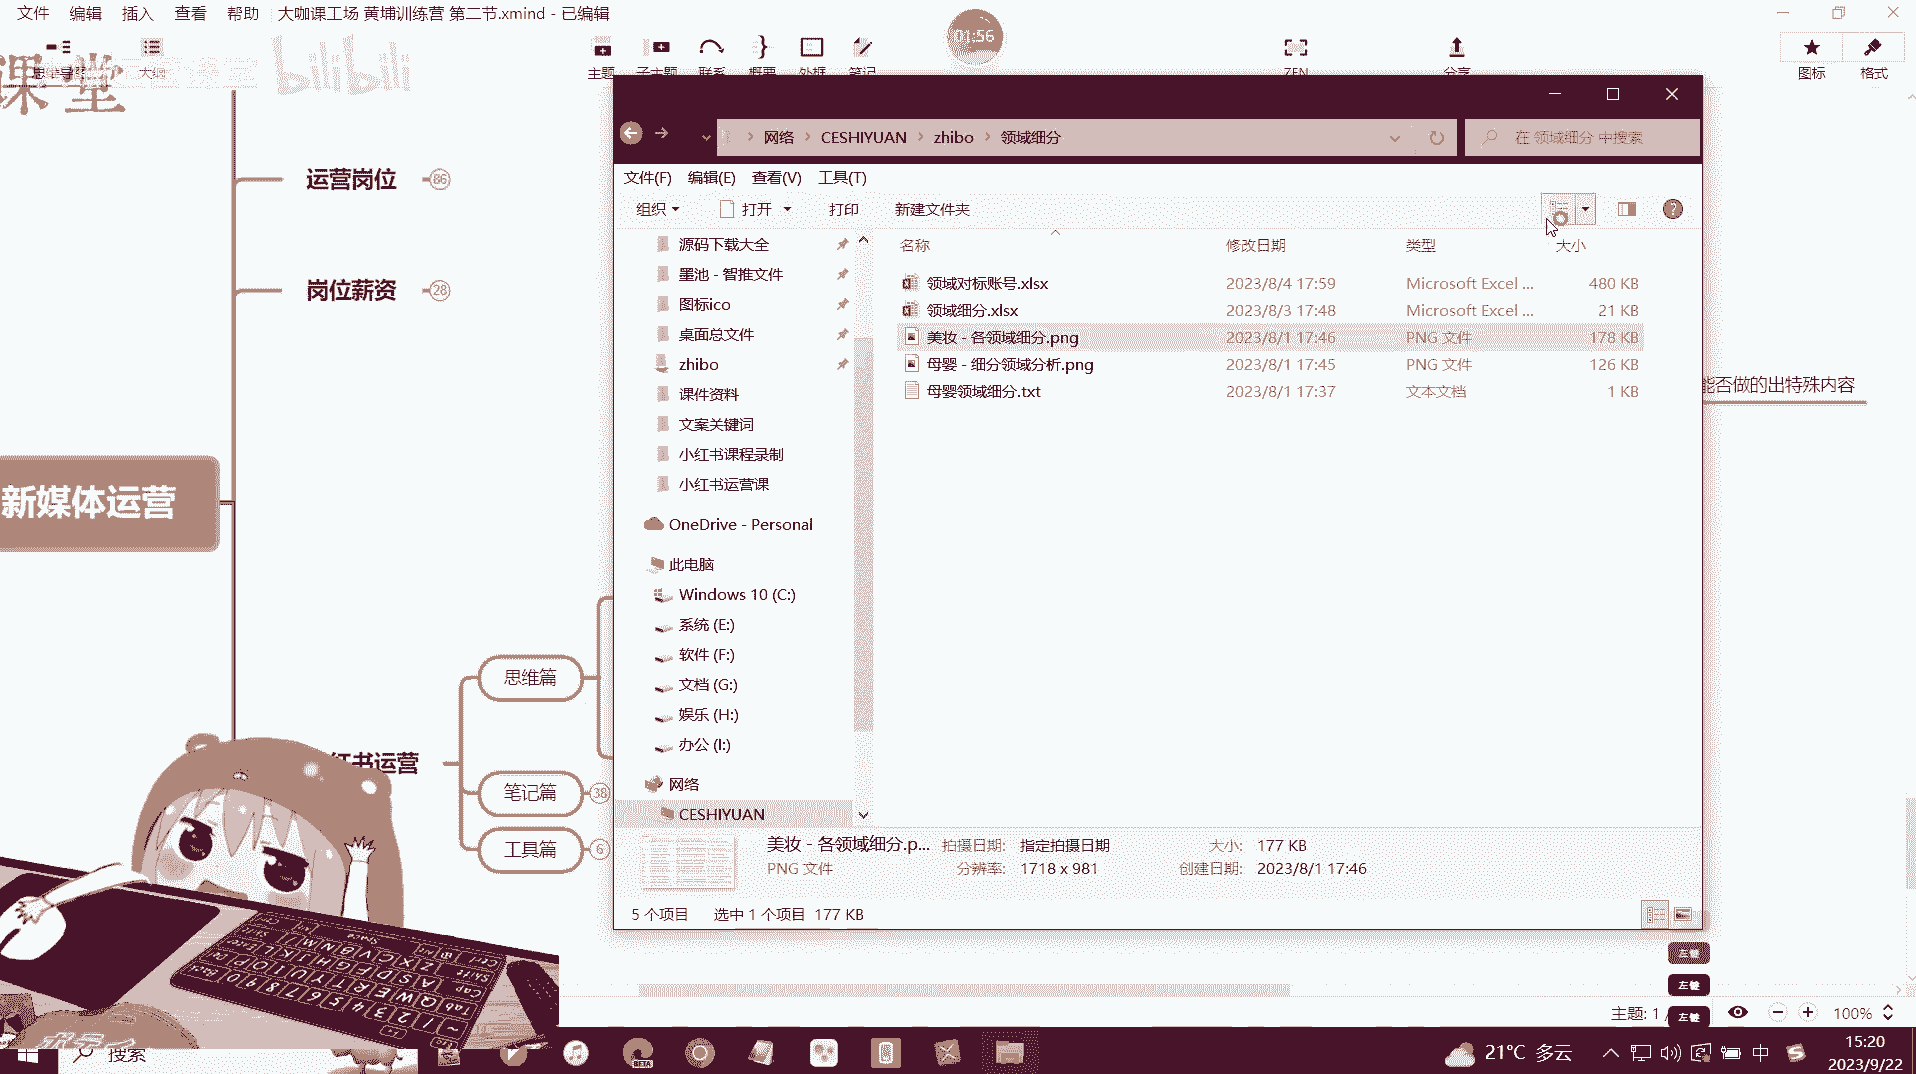 文件 编辑 插入 查看 帮助 大咖课工场 黄埔训练营 第二节.xmind - 已编辑
01:56
课堂
bilibili
大纲
主题 子主题 联系 概要 外框 笔记
ZEN
分享
图标 格式
运营岗位 86
岗位薪资 28
新媒体运营
红书运营
思维篇
笔记篇 38
工具篇 6
能否做的出特殊内容
网络 CESHIYUAN zhibo 领域细分
在 领域细分 中搜索
文件(F) 编辑(E) 查看(V) 工具(T)
组织 打开 打印 新建文件夹
名称 修改日期 类型 大小
领域对标账号.xlsx 2023/8/4 17:59 Microsoft Excel ... 480 KB
领域细分.xlsx 2023/8/3 17:48 Microsoft Excel ... 21 KB
美妆 - 各领域细分.png 2023/8/1 17:46 PNG 文件 178 KB
母婴 - 细分领域分析.png 2023/8/1 17:45 PNG 文件 126 KB
母婴领域细分.txt 2023/8/1 17:37 文本文档 1 KB
源码下载大全
墨池 - 智推文件
图标ico
桌面总文件
zhibo
课件资料
文案关键词
小红书课程录制
小红书运营课
OneDrive - Personal
此电脑
Windows 10 (C:)
系统 (E:)
软件 (F:)
文档 (G:)
娱乐 (H:)
办公 (I:)
网络
CESHIYUAN
美妆 - 各领域细分.p... 拍摄日期: 指定拍摄日期 大小: 177 KB
PNG 文件 分辨率: 1718 x 981 创建日期: 2023/8/1 17:46
5 个项目 选中 1 个项目 177 KB
左键
左键
左键
主题: 1 / 100%
搜索
BETA
21°C 多云
中
15:20
2023/9/22